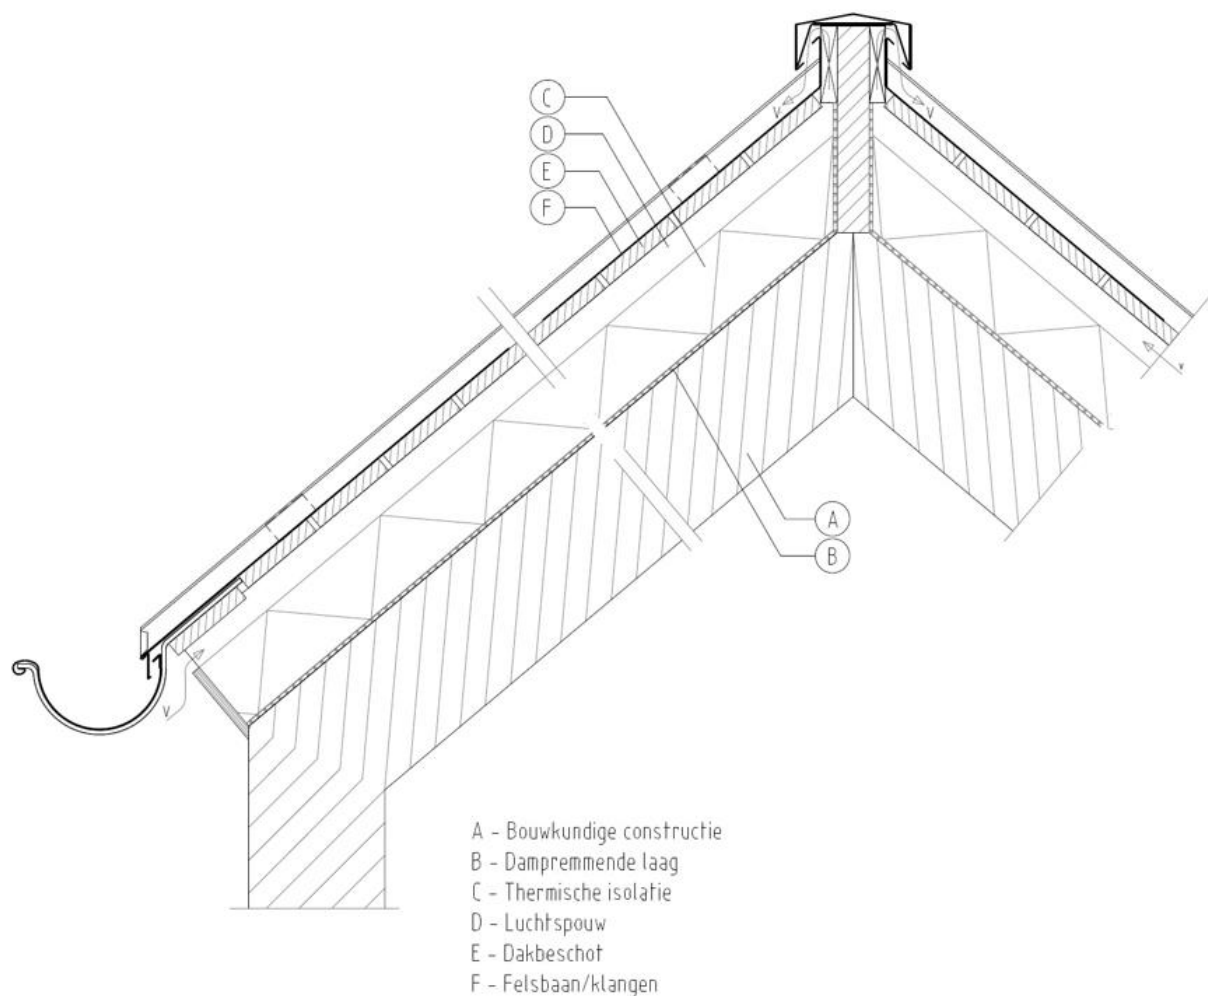 C
D
E
F
V
V
V
A
B
V
A - Bouwkundige constructie
B - Dampremmende laag
C - Thermische isolatie
D - Luchtspouw
E - Dakbeschot
F - Felsbaan/klangen